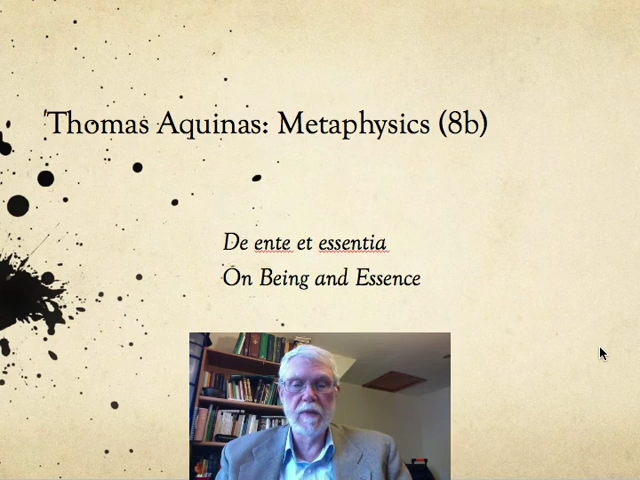 Thomas Aquinas: Metaphysics (8b)
De ente et essentia
On Being and Essence